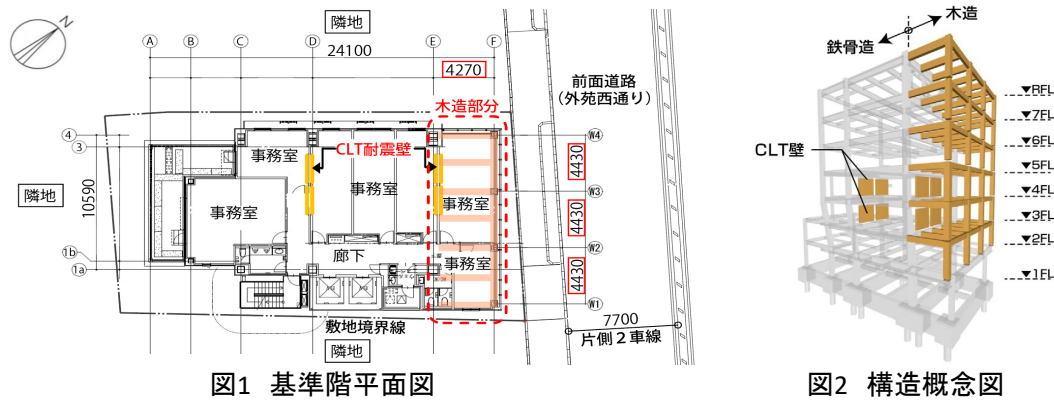 N
隣地
A
B
C
D
E
F
24100
4270
木造部分
前面道路
(外苑西通り)
4
3
10590
1b
1a
隣地
事務室
CLT耐震壁
事務室
事務室
事務室
廊下
事務室
W4
4430
W3
4430
W2
4430
W1
7700
片側2車線
敷地境界線
隣地
図1 基準階平面図
木造
鉄骨造
CLT壁
▼RFL
▼7FL
▼6FL
▼5FL
▼4FL
▼3FL
▼2FL
▼1FL
図2 構造概念図